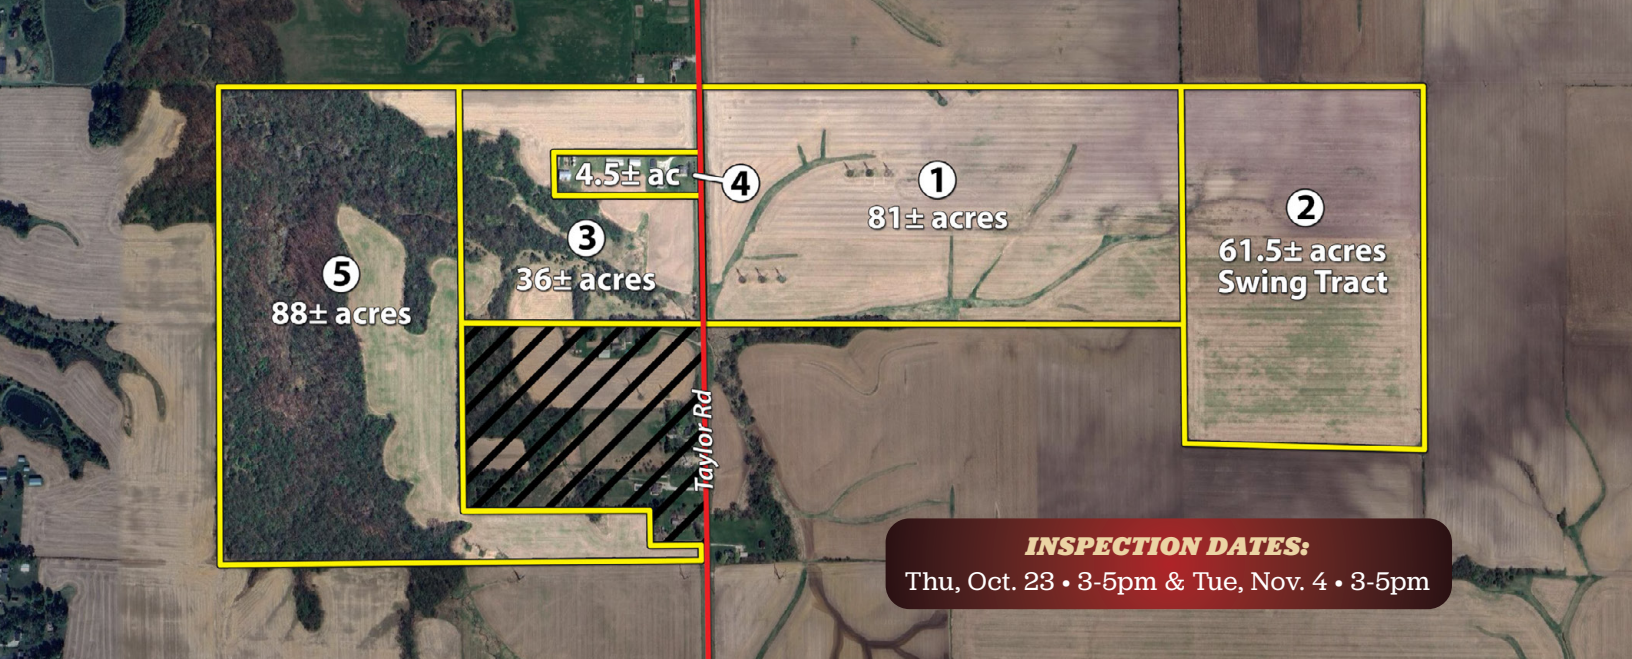 4.5± ac
4
1
81± acres
2
61.5± acres
Swing Tract
3
36± acres
5
88± acres
Taylor Rd
INSPECTION DATES:
Thu, Oct. 23 • 3-5pm & Tue, Nov. 4 • 3-5pm